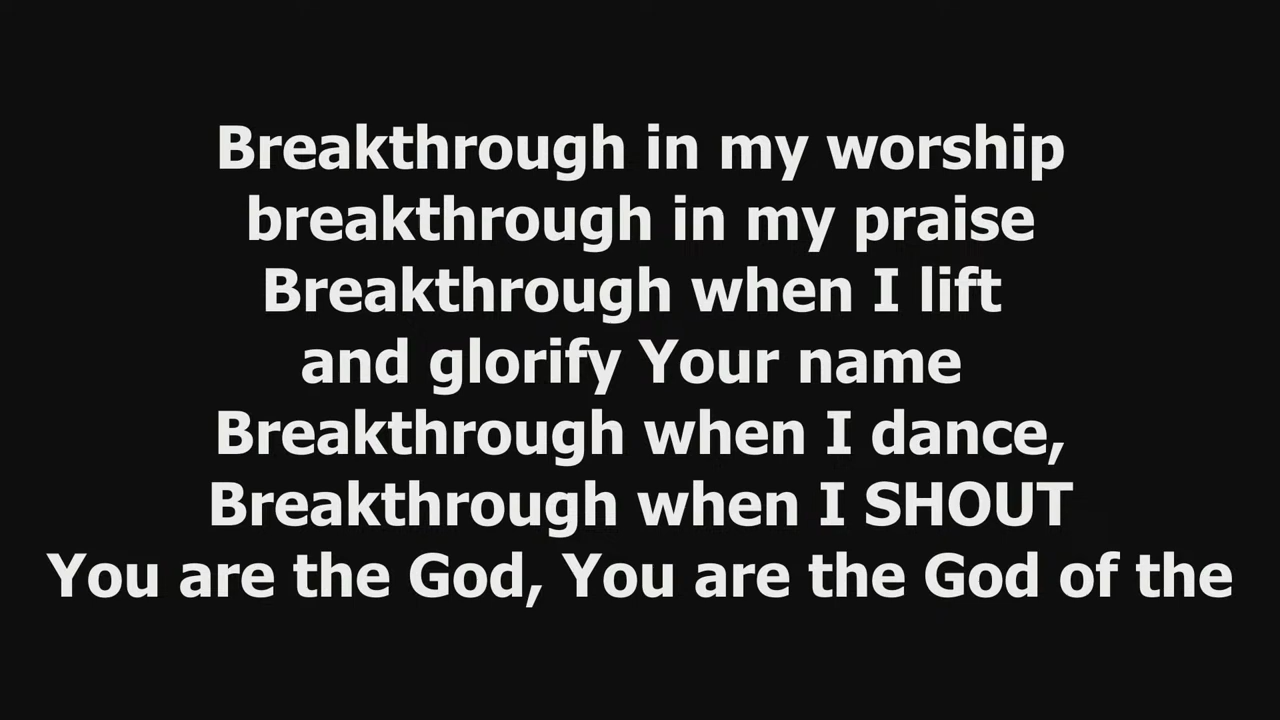 Breakthrough in my worship
breakthrough in my praise
Breakthrough when I lift
and glorify Your name
Breakthrough when I dance,
Breakthrough when I SHOUT
You are the God, You are the God of the